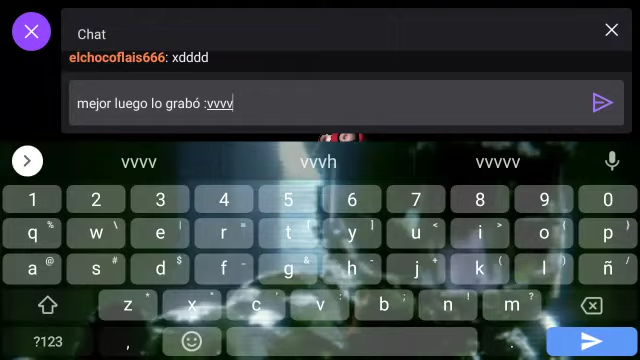 Chat
elchocoflais666: xdddd
mejor luego lo grabó :vvvv
vvvv vvvh vvvvv
1 2 3 4 5 6 7 8 9 0
q % w \ e | r = t [ y ] u < i > o { p )
a @ s # d $ f _ g & h - j + k ( l ) ñ /
z * x " c ' v : b ; n ! m ?
?123 , .